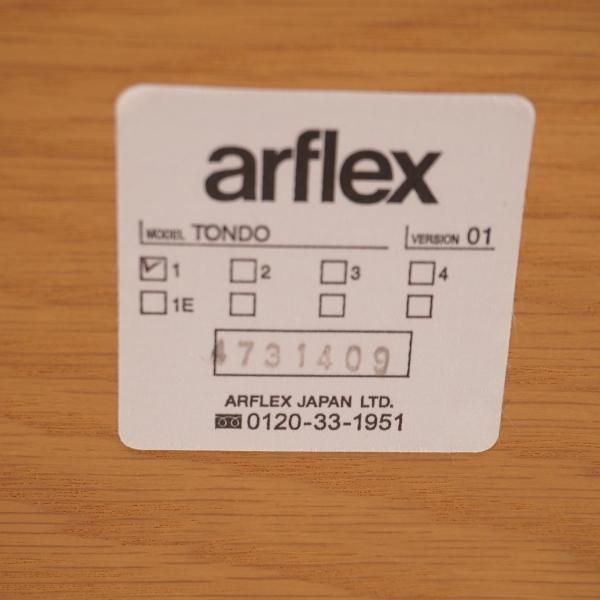 arflex
MODEL TONDO VERSION 01
1 2 3 4
1E
4731409
ARFLEX JAPAN LTD.
0120-33-1951